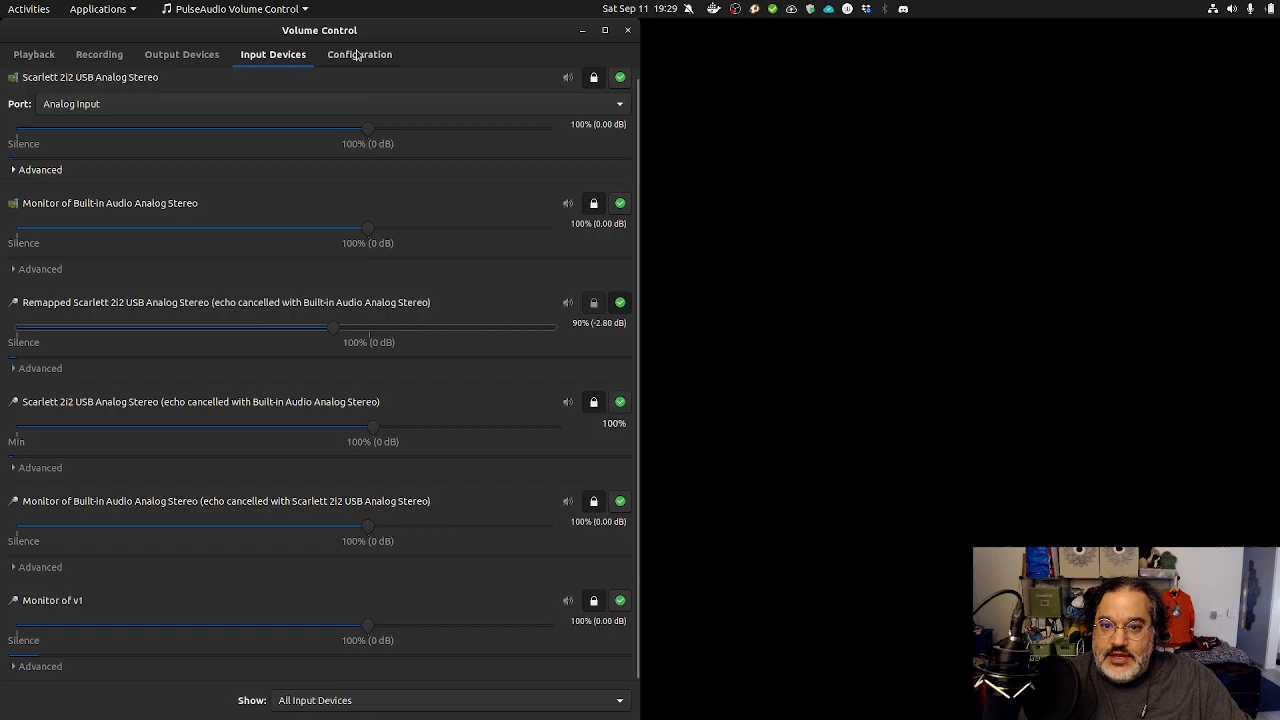 Activities Applications PulseAudio Volume Control Sat Sep 11 19:29
Volume Control
Playback Recording Output Devices Input Devices Configuration
Scarlett 2i2 USB Analog Stereo
Port: Analog Input
100% (0.00 dB)
Silence 100% (0 dB)
Advanced
Monitor of Built-in Audio Analog Stereo
100% (0.00 dB)
Silence 100% (0 dB)
Advanced
Remapped Scarlett 2i2 USB Analog Stereo (echo cancelled with Built-in Audio Analog Stereo)
90% (-2.80 dB)
Silence 100% (0 dB)
Advanced
Scarlett 2i2 USB Analog Stereo (echo cancelled with Built-in Audio Analog Stereo)
100%
Min 100% (0 dB)
Advanced
Monitor of Built-in Audio Analog Stereo (echo cancelled with Scarlett 2i2 USB Analog Stereo)
100% (0.00 dB)
Silence 100% (0 dB)
Advanced
Monitor of v1
100% (0.00 dB)
Silence 100% (0 dB)
Advanced
Show: All Input Devices